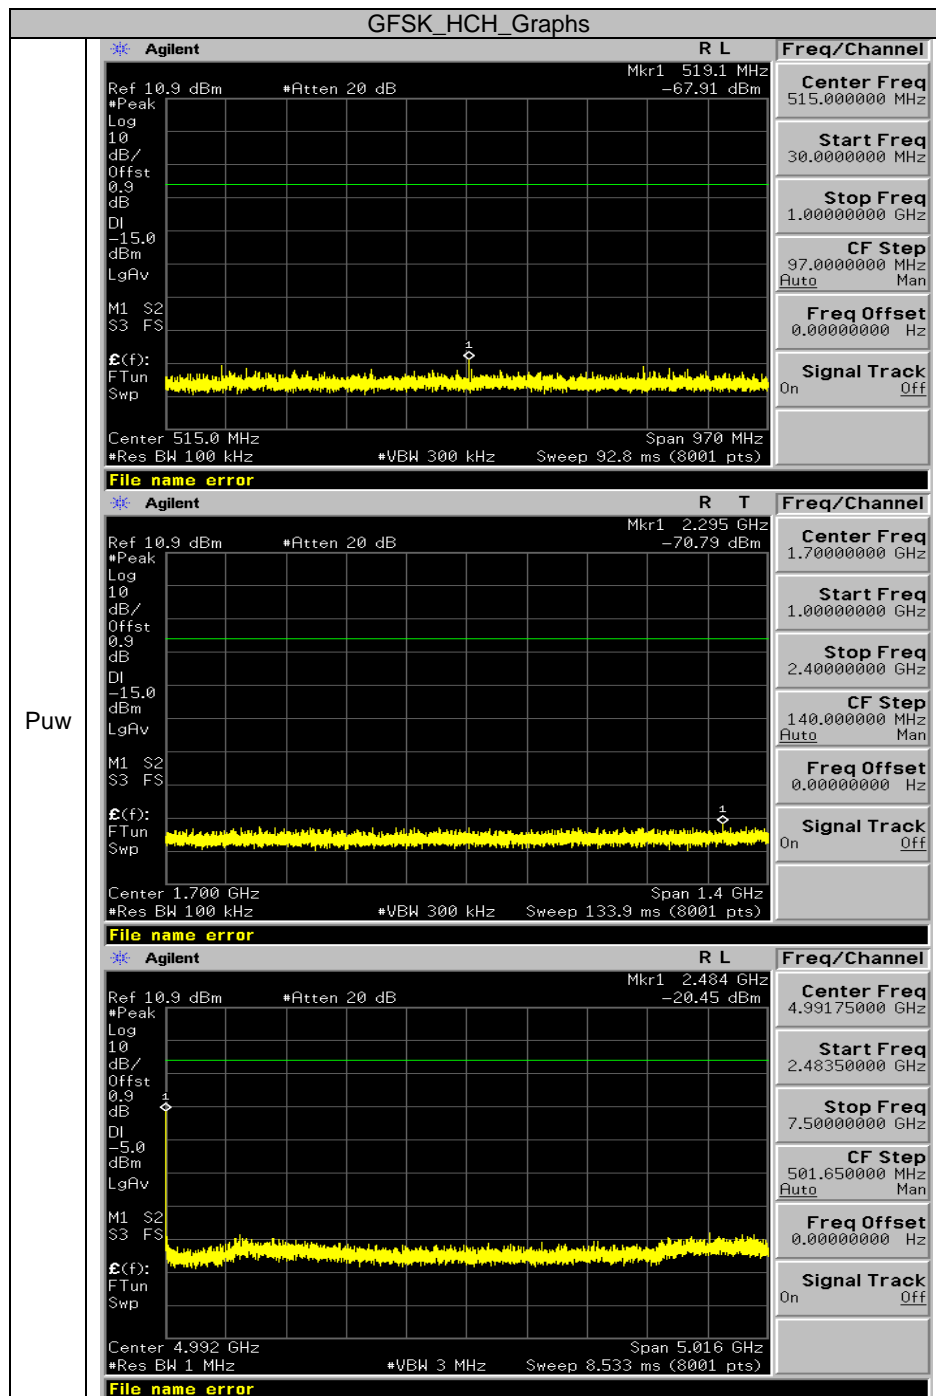 GFSK_HCH_Graphs
Puw
Agilent R L Freq/Channel
Mkr1 519.1 MHz
Ref 10.9 dBm #Atten 20 dB -67.91 dBm
#Peak
Log
10
dB/
Offst
0.9
dB
DI
-15.0
dBm
LgAv
M1 S2
S3 FS
£(f):
FTun
Swp
1
Center 515.0 MHz Span 970 MHz
#Res BW 100 kHz #VBW 300 kHz Sweep 92.8 ms (8001 pts)
File name error
Center Freq
515.000000 MHz
Start Freq
30.0000000 MHz
Stop Freq
1.00000000 GHz
CF Step
97.0000000 MHz
Auto Man
Freq Offset
0.00000000 Hz
Signal Track
On Off
Agilent R T Freq/Channel
Mkr1 2.295 GHz
Ref 10.9 dBm #Atten 20 dB -70.79 dBm
#Peak
Log
10
dB/
Offst
0.9
dB
DI
-15.0
dBm
LgAv
M1 S2
S3 FS
£(f):
FTun
Swp
1
Center 1.700 GHz Span 1.4 GHz
#Res BW 100 kHz #VBW 300 kHz Sweep 133.9 ms (8001 pts)
File name error
Center Freq
1.70000000 GHz
Start Freq
1.00000000 GHz
Stop Freq
2.40000000 GHz
CF Step
140.000000 MHz
Auto Man
Freq Offset
0.00000000 Hz
Signal Track
On Off
Agilent R L Freq/Channel
Mkr1 2.484 GHz
Ref 10.9 dBm #Atten 20 dB -20.45 dBm
#Peak
Log
10
dB/
Offst
0.9
dB
DI
-5.0
dBm
LgAv
M1 S2
S3 FS
£(f):
FTun
Swp
1
Center 4.992 GHz Span 5.016 GHz
#Res BW 1 MHz #VBW 3 MHz Sweep 8.533 ms (8001 pts)
File name error
Center Freq
4.99175000 GHz
Start Freq
2.48350000 GHz
Stop Freq
7.50000000 GHz
CF Step
501.650000 MHz
Auto Man
Freq Offset
0.00000000 Hz
Signal Track
On Off